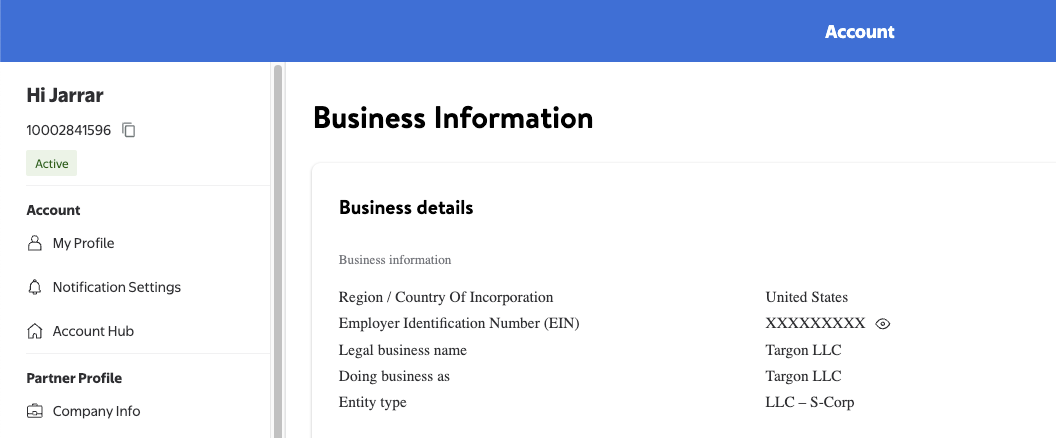 Account
Hi Jarrar
10002841596
Active
Account
My Profile
Notification Settings
Account Hub
Partner Profile
Company Info
Business Information
Business details
Business information
Region / Country Of Incorporation United States
Employer Identification Number (EIN) XXXXXXXXX
Legal business name Targon LLC
Doing business as Targon LLC
Entity type LLC – S-Corp